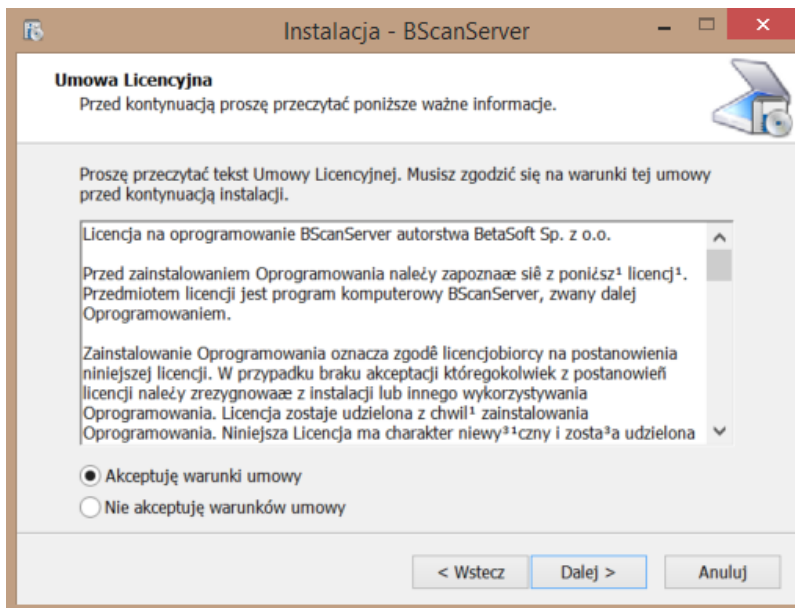 Instalacja - BScanServer
Umowa Licencyjna
Przed kontynuacją proszę przeczytać poniższe ważne informacje.
Proszę przeczytać tekst Umowy Licencyjnej. Musisz zgodzić się na warunki tej umowy
przed kontynuacją instalacji.
Licencja na oprogramowanie BScanServer autorstwa BetaSoft Sp. z o.o.
Przed zainstalowaniem Oprogramowania należy zapoznaæ siê z poniższ¹ licencj¹.
Przedmiotem licencji jest program komputerowy BScanServer, zwany dalej
Oprogramowaniem.
Zainstalowanie Oprogramowania oznacza zgodê licencjobiorcy na postanowienia
niniejszej licencji. W przypadku braku akceptacji któregokolwiek z postanowieñ
licencji należy zrezygnowaæ z instalacji lub innego wykorzystywania
Oprogramowania. Licencja zostaje udzielona z chwil¹ zainstalowania
Oprogramowania. Niniejsza Licencja ma charakter niewy³¹czny i zosta³a udzielona
Akceptuję warunki umowy
Nie akceptuję warunków umowy
< Wstecz
Dalej >
Anuluj